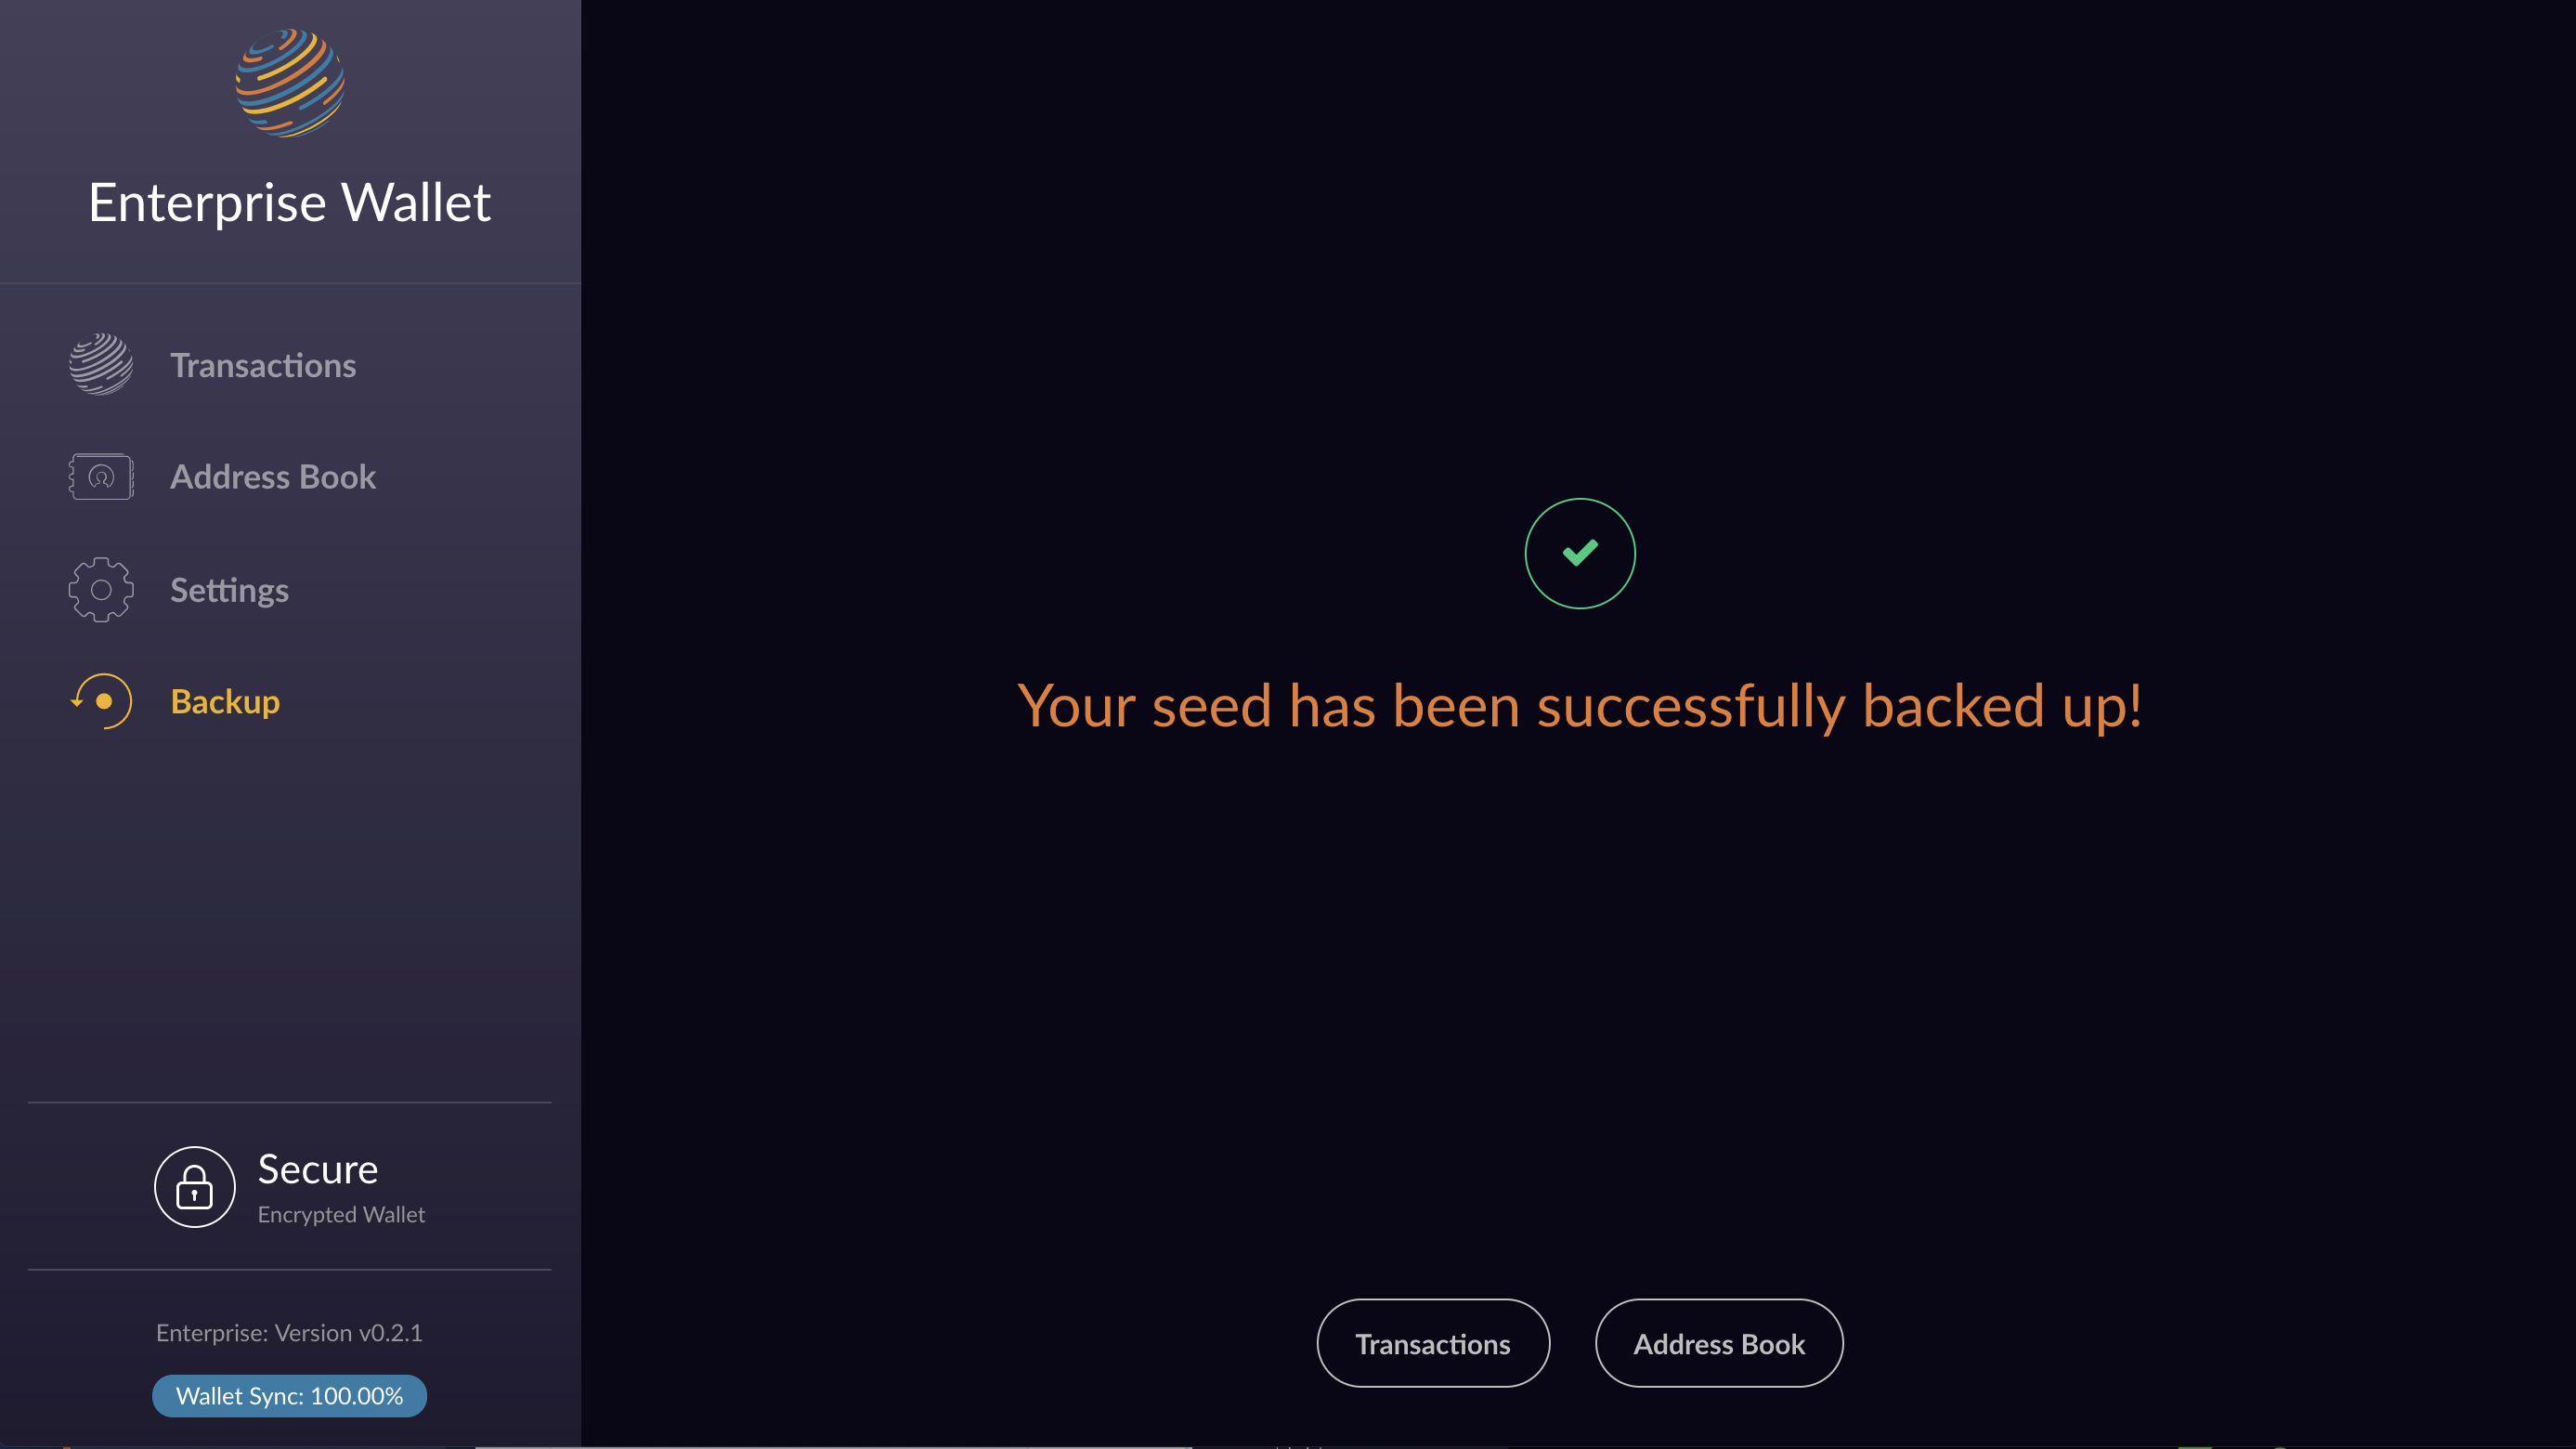 Enterprise Wallet
Transactions
Address Book
Settings
Backup
Secure
Encrypted Wallet
Enterprise: Version v0.2.1
Wallet Sync: 100.00%
Your seed has been successfully backed up!
Transactions
Address Book